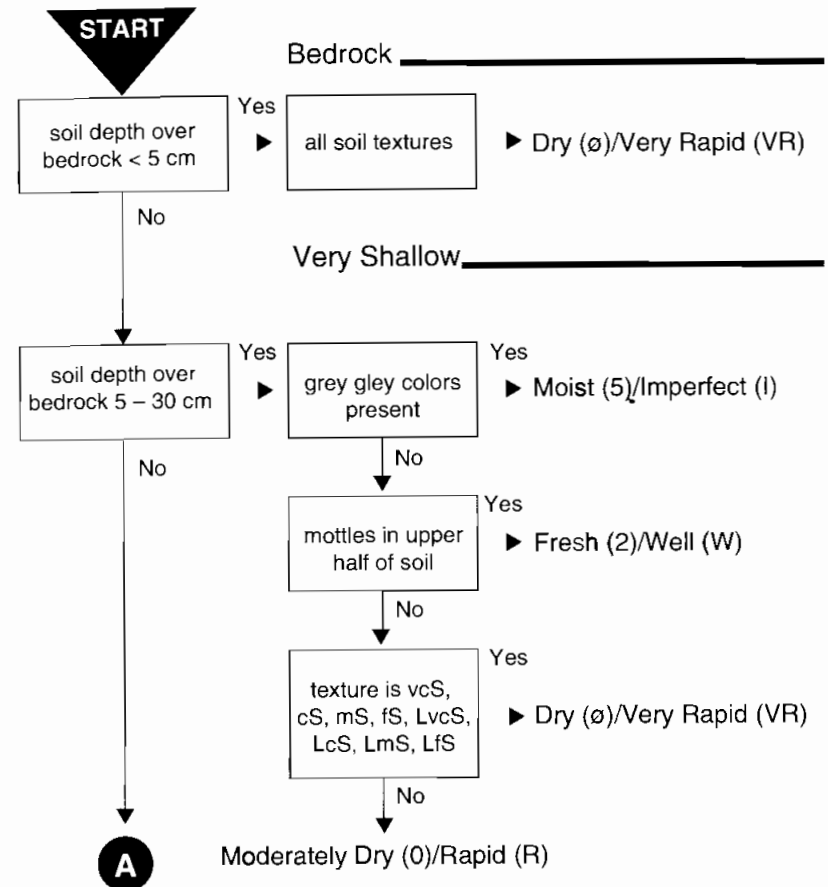 START
Bedrock
soil depth over
bedrock < 5 cm
Yes
all soil textures
Dry (ø)/Very Rapid (VR)
No
Very Shallow
soil depth over
bedrock 5 – 30 cm
Yes
grey gley colors
present
Yes
Moist (5)/Imperfect (I)
No
No
mottles in upper
half of soil
Yes
Fresh (2)/Well (W)
No
texture is vcS,
cS, mS, fS, LvcS,
LcS, LmS, LfS
Yes
Dry (ø)/Very Rapid (VR)
No
A
Moderately Dry (0)/Rapid (R)